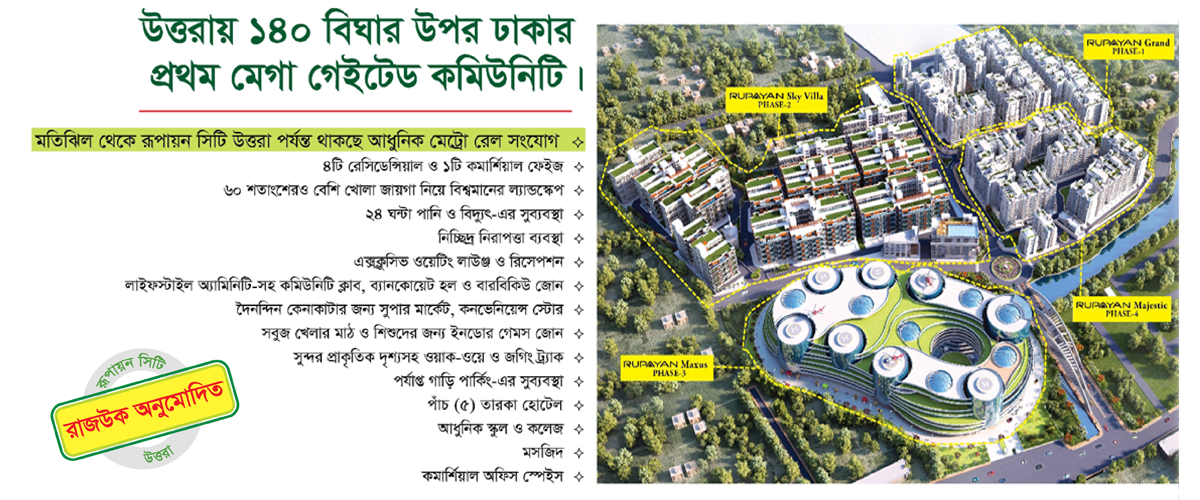 উত্তরায় ১৪০ বিঘার উপর ঢাকার
প্রথম মেগা গেইটেড কমিউনিটি।
মতিঝিল থেকে রূপায়ন সিটি উত্তরা পর্যন্ত থাকছে আধুনিক মেট্রো রেল সংযোগ
৪টি রেসিডেন্সিয়াল ও ১টি কমার্শিয়াল ফেইজ
৬০ শতাংশেরও বেশি খোলা জায়গা নিয়ে বিশ্বমানের ল্যান্ডস্কেপ
২৪ ঘন্টা পানি ও বিদ্যুৎ-এর সুব্যবস্থা
নিচ্ছিদ্র নিরাপত্তা ব্যবস্থা
এক্সক্লুসিভ ওয়েটিং লাউঞ্জ ও রিসেপশন
লাইফস্টাইল অ্যামিনিটি-সহ কমিউনিটি ক্লাব, ব্যানকোয়েট হল ও বারবিকিউ জোন
দৈনন্দিন কেনাকাটার জন্য সুপার মার্কেট, কনভেনিয়েন্স স্টোর
সবুজ খেলার মাঠ ও শিশুদের জন্য ইনডোর গেমস জোন
সুন্দর প্রাকৃতিক দৃশ্যসহ ওয়াক-ওয়ে ও জগিং ট্র্যাক
পর্যাপ্ত গাড়ি পার্কিং-এর সুব্যবস্থা
পাঁচ (৫) তারকা হোটেল
আধুনিক স্কুল ও কলেজ
মসজিদ
কমার্শিয়াল অফিস স্পেইস
রূপায়ন সিটি
রাজউক অনুমোদিত
উত্তরা
RUPAYAN Grand
PHASE-1
RUPAYAN Sky Villa
PHASE-2
RUPAYAN Majestic
PHASE-4
RUPAYAN Maxus
PHASE-3